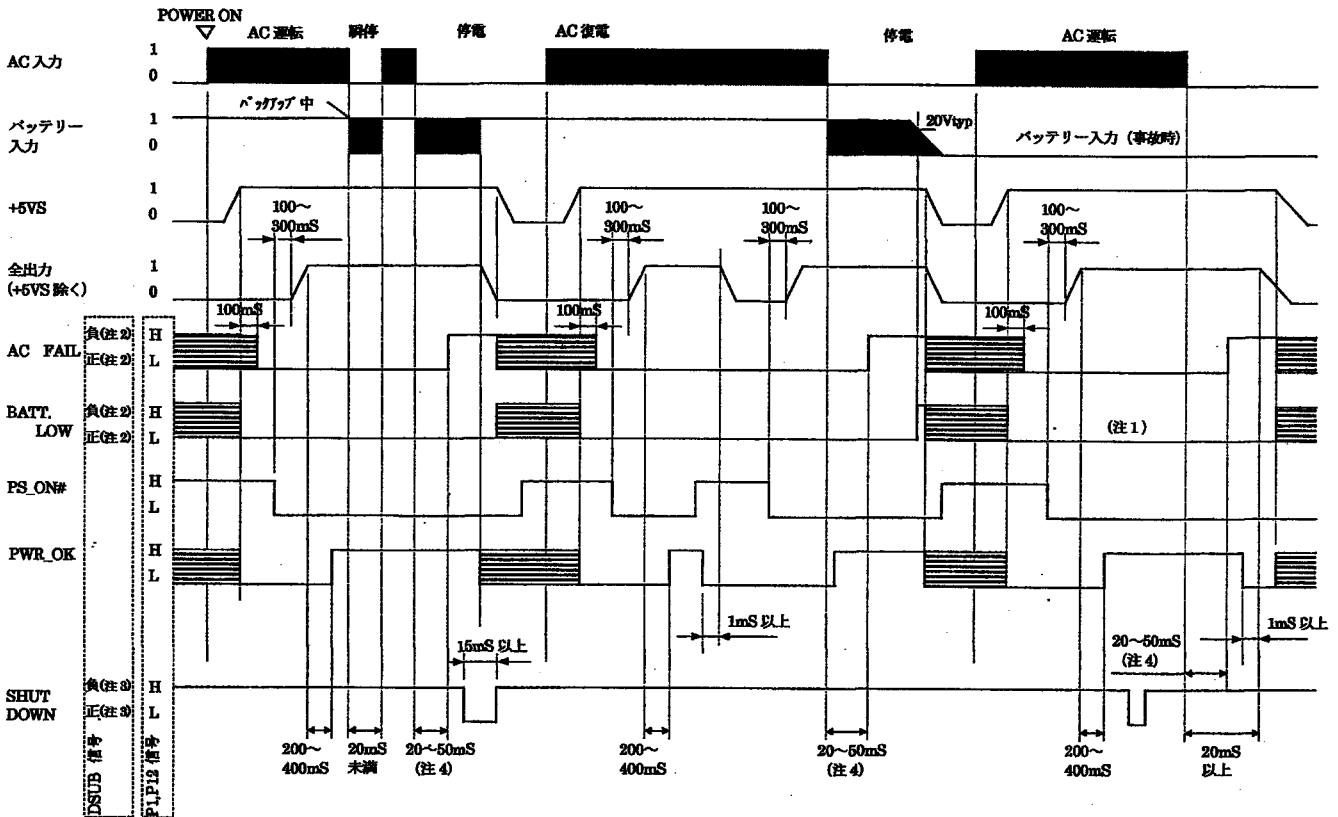 POWER ON
▽
AC 運転
瞬停
停電
AC 復電
停電
AC 運転
AC 入力
1
0
バックアップ 中
バッテリー
入力
1
0
20Vtyp
バッテリー入力 (事故時)
+5VS
1
0
100～
300mS
100～
300mS
100～
300mS
100～
300mS
全出力
(+5VS 除く)
1
0
100mS
100mS
100mS
AC FAIL
負(注2)
正(注2)
H
L
BATT.
LOW
負(注2)
正(注2)
H
L
(注1)
PS_ON#
H
L
PWR_OK
H
L
15mS 以上
1mS 以上
20～50mS
(注4)
1mS 以上
SHUT
DOWN
負(注3)
正(注3)
H
L
DSUB 信号
P1,P12 信号
200～
400mS
20mS
未満
20～50mS
(注4)
200～
400mS
20～50mS
(注4)
200～
400mS
20mS
以上